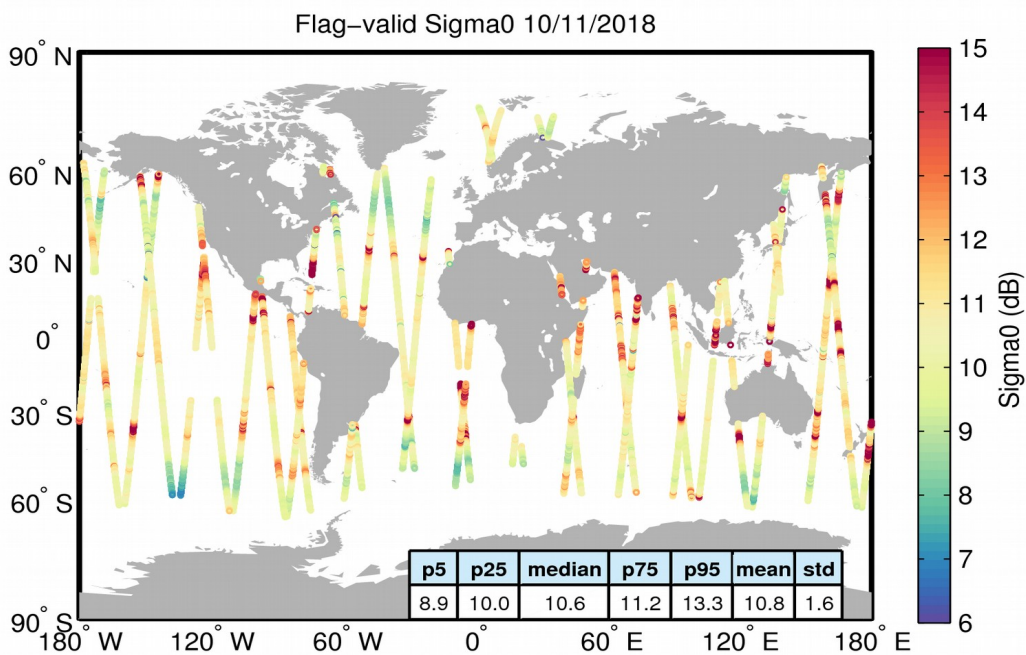 Flag−valid Sigma0 10/11/2018
90° N
60° N
30° N
0°
30° S
60° S
90° S
180° W
120° W
60° W
0°
60° E
120° E
180° E
p5 p25 median p75 p95 mean std
8.9 10.0 10.6 11.2 13.3 10.8 1.6
15
14
13
12
11
10
9
8
7
6
Sigma0 (dB)